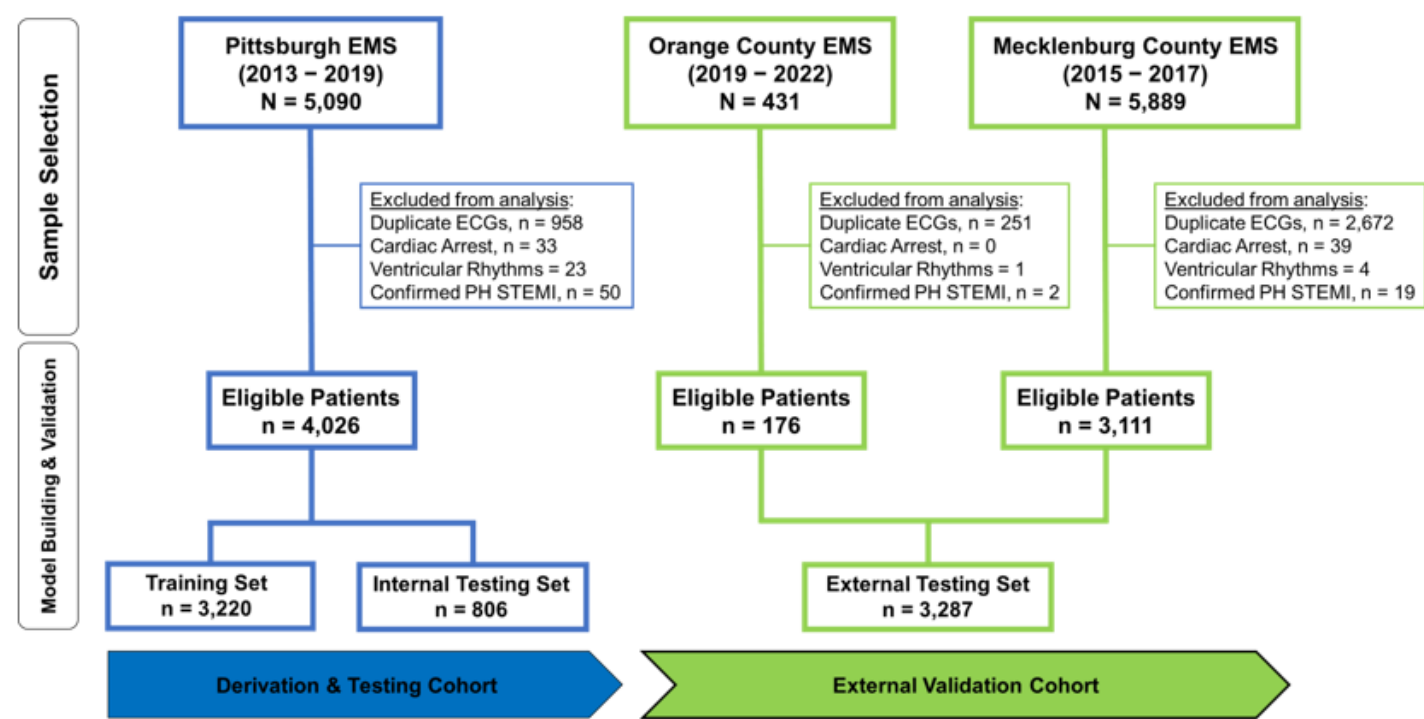 Sample Selection
Pittsburgh EMS
(2013 – 2019)
N = 5,090
Orange County EMS
(2019 – 2022)
N = 431
Mecklenburg County EMS
(2015 – 2017)
N = 5,889
Excluded from analysis:
Duplicate ECGs, n = 958
Cardiac Arrest, n = 33
Ventricular Rhythms = 23
Confirmed PH STEMI, n = 50
Excluded from analysis:
Duplicate ECGs, n = 251
Cardiac Arrest, n = 0
Ventricular Rhythms = 1
Confirmed PH STEMI, n = 2
Excluded from analysis:
Duplicate ECGs, n = 2,672
Cardiac Arrest, n = 39
Ventricular Rhythms = 4
Confirmed PH STEMI, n = 19
Model Building & Validation
Eligible Patients
n = 4,026
Eligible Patients
n = 176
Eligible Patients
n = 3,111
Training Set
n = 3,220
Internal Testing Set
n = 806
External Testing Set
n = 3,287
Derivation & Testing Cohort
External Validation Cohort